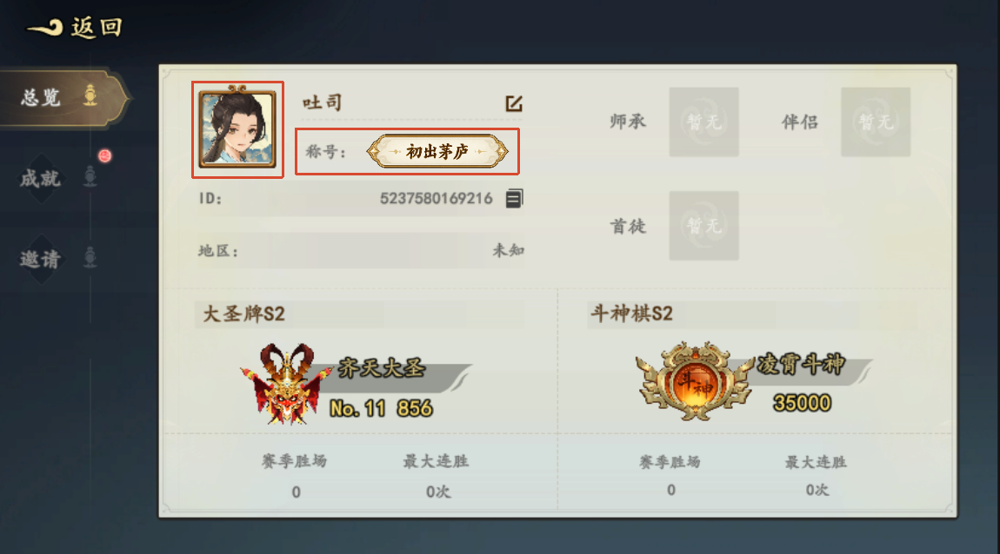 返回
总览
成就
邀请
吐司
称号：
初出茅庐
ID:
5237580169216
地区：
未知
师承
暂无
伴侣
暂无
首徒
暂无
大圣牌S2
齐天大圣
No. 11 856
赛季胜场
最大连胜
0
0次
斗神棋S2
斗神
凌霄斗神
35000
赛季胜场
最大连胜
0
0次